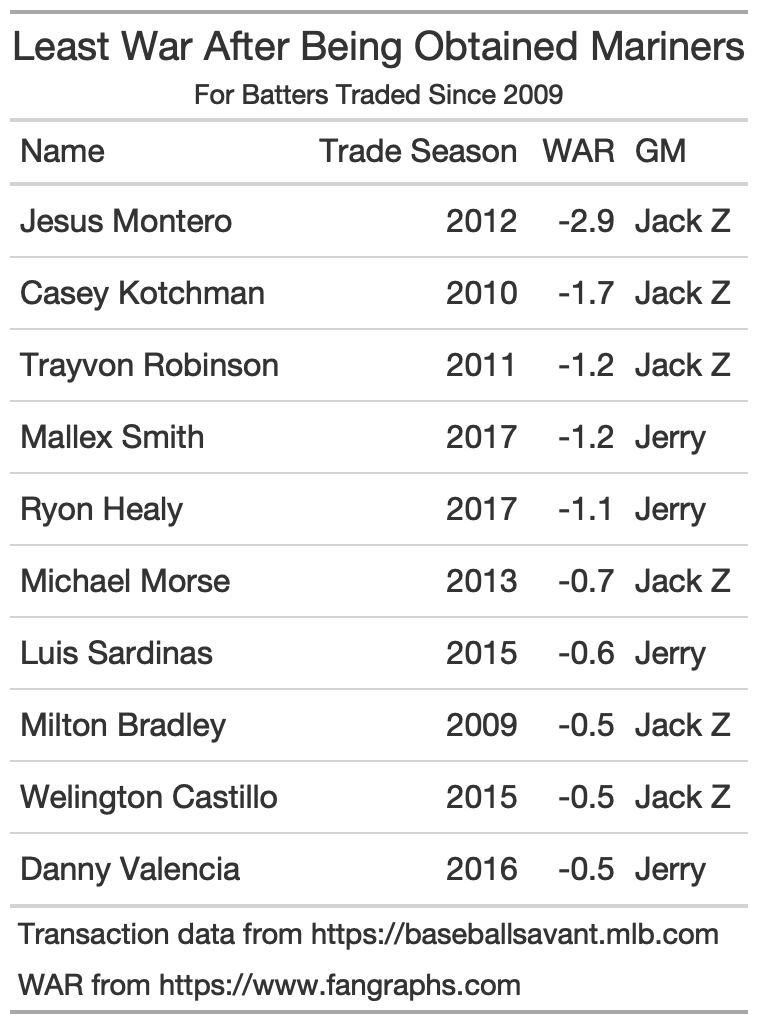 Least War After Being Obtained Mariners
For Batters Traded Since 2009
Name Trade Season WAR GM
Jesus Montero 2012 -2.9 Jack Z
Casey Kotchman 2010 -1.7 Jack Z
Trayvon Robinson 2011 -1.2 Jack Z
Mallex Smith 2017 -1.2 Jerry
Ryon Healy 2017 -1.1 Jerry
Michael Morse 2013 -0.7 Jack Z
Luis Sardinas 2015 -0.6 Jerry
Milton Bradley 2009 -0.5 Jack Z
Welington Castillo 2015 -0.5 Jack Z
Danny Valencia 2016 -0.5 Jerry
Transaction data from https://baseballsavant.mlb.com
WAR from https://www.fangraphs.com